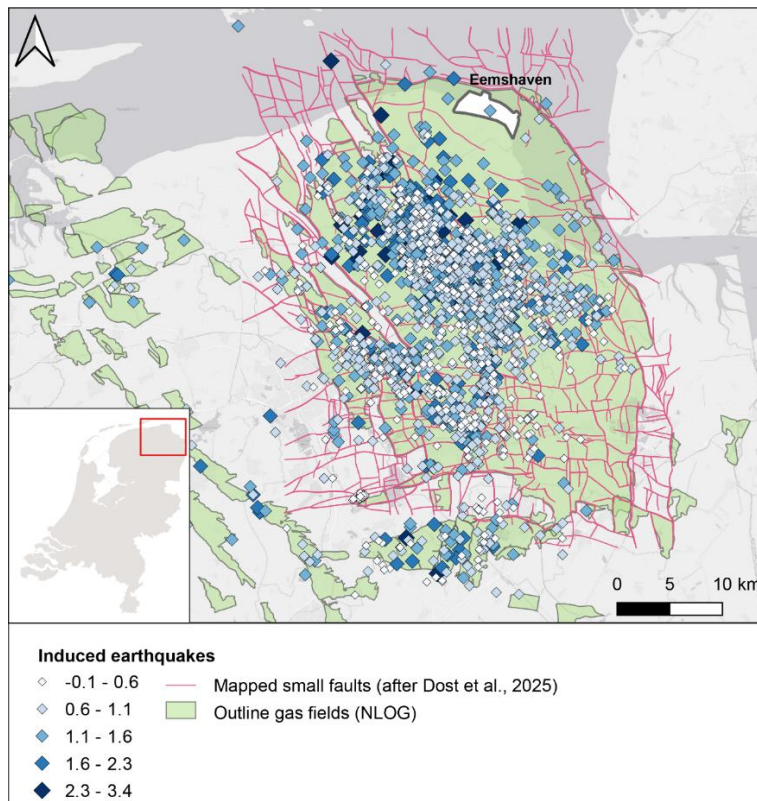 Eemshaven
0 5 10 km
Induced earthquakes
-0.1 - 0.6
0.6 - 1.1
1.1 - 1.6
1.6 - 2.3
2.3 - 3.4
Mapped small faults (after Dost et al., 2025)
Outline gas fields (NLOG)